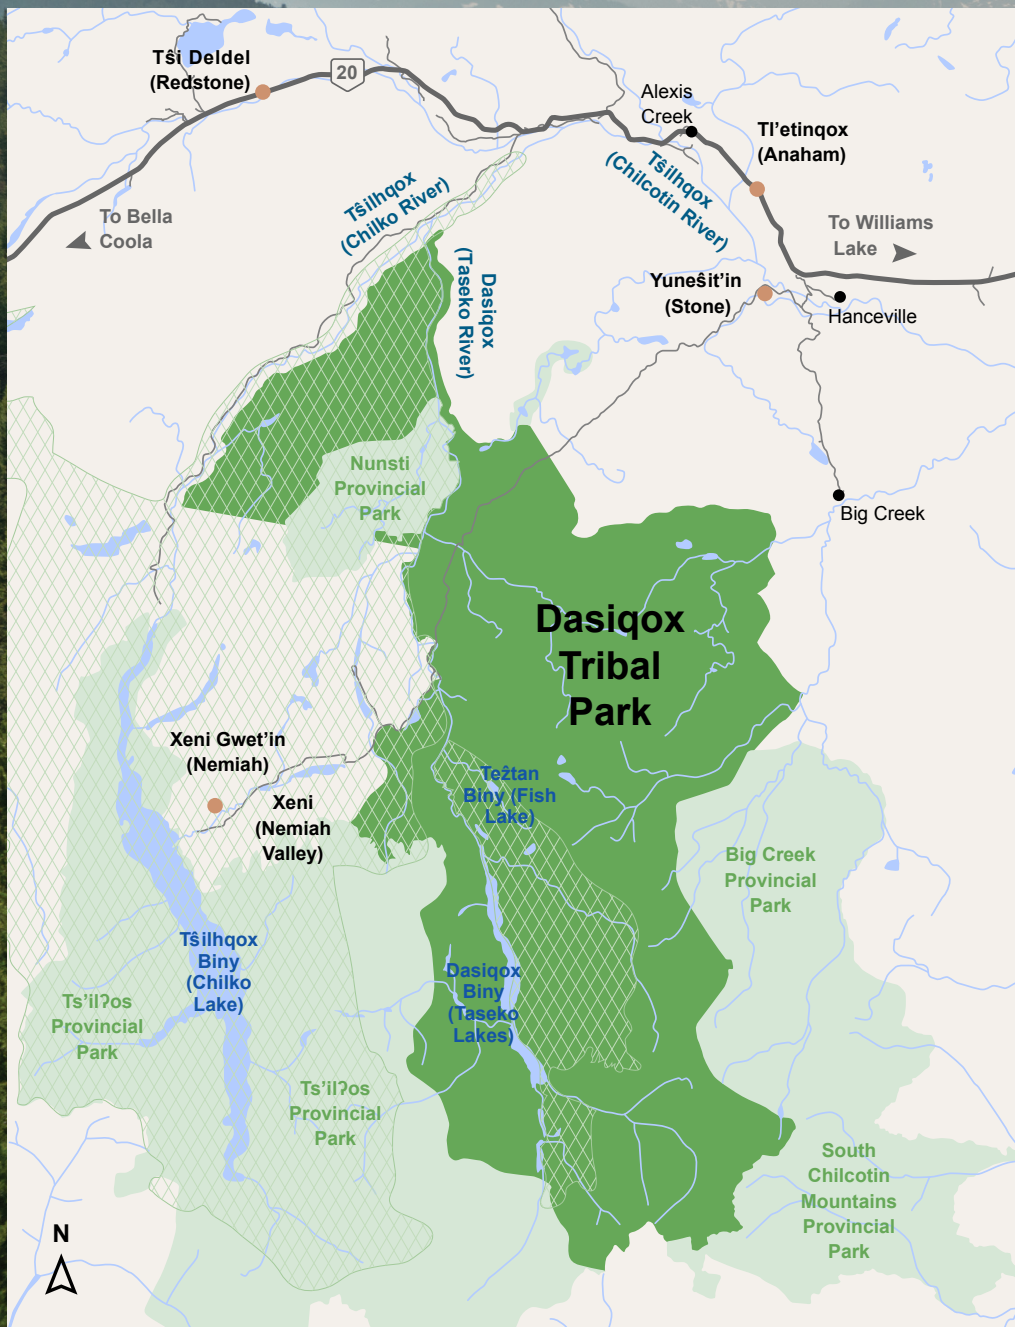 Tŝi Deldel
(Redstone)
20
Alexis
Creek
Tl’etinqox
(Anaham)
Tŝilhqox
(Chilko River)
Tŝilhqox
(Chilcotin River)
To Bella
Coola
To Williams
Lake
Dasiqox
(Taseko River)
Yuneŝit’in
(Stone)
Hanceville
Nunsti
Provincial
Park
Big Creek
Dasiqox
Tribal
Park
Xeni Gwet’in
(Nemiah)
Xeni
(Nemiah
Valley)
Teẑtan
Biny (Fish
Lake)
Big Creek
Provincial
Park
Tŝilhqox
Biny
(Chilko
Lake)
Dasiqox
Biny
(Taseko
Lakes)
Ts’ilʔos
Provincial
Park
Ts’ilʔos
Provincial
Park
South
Chilcotin
Mountains
Provincial
Park
N